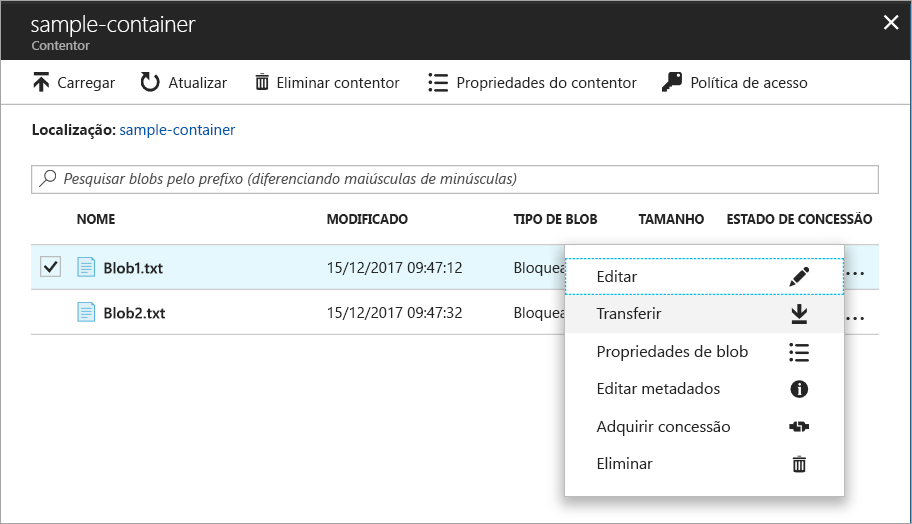 sample-container
Contentor
Carregar Atualizar Eliminar contentor Propriedades do contentor Política de acesso
Localização: sample-container
Pesquisar blobs pelo prefixo (diferenciando maiúsculas de minúsculas)
NOME MODIFICADO TIPO DE BLOB TAMANHO ESTADO DE CONCESSÃO
Blob1.txt 15/12/2017 09:47:12 Bloquea ...
Blob2.txt 15/12/2017 09:47:32 Bloquea ...
Editar
Transferir
Propriedades de blob
Editar metadados
Adquirir concessão
Eliminar